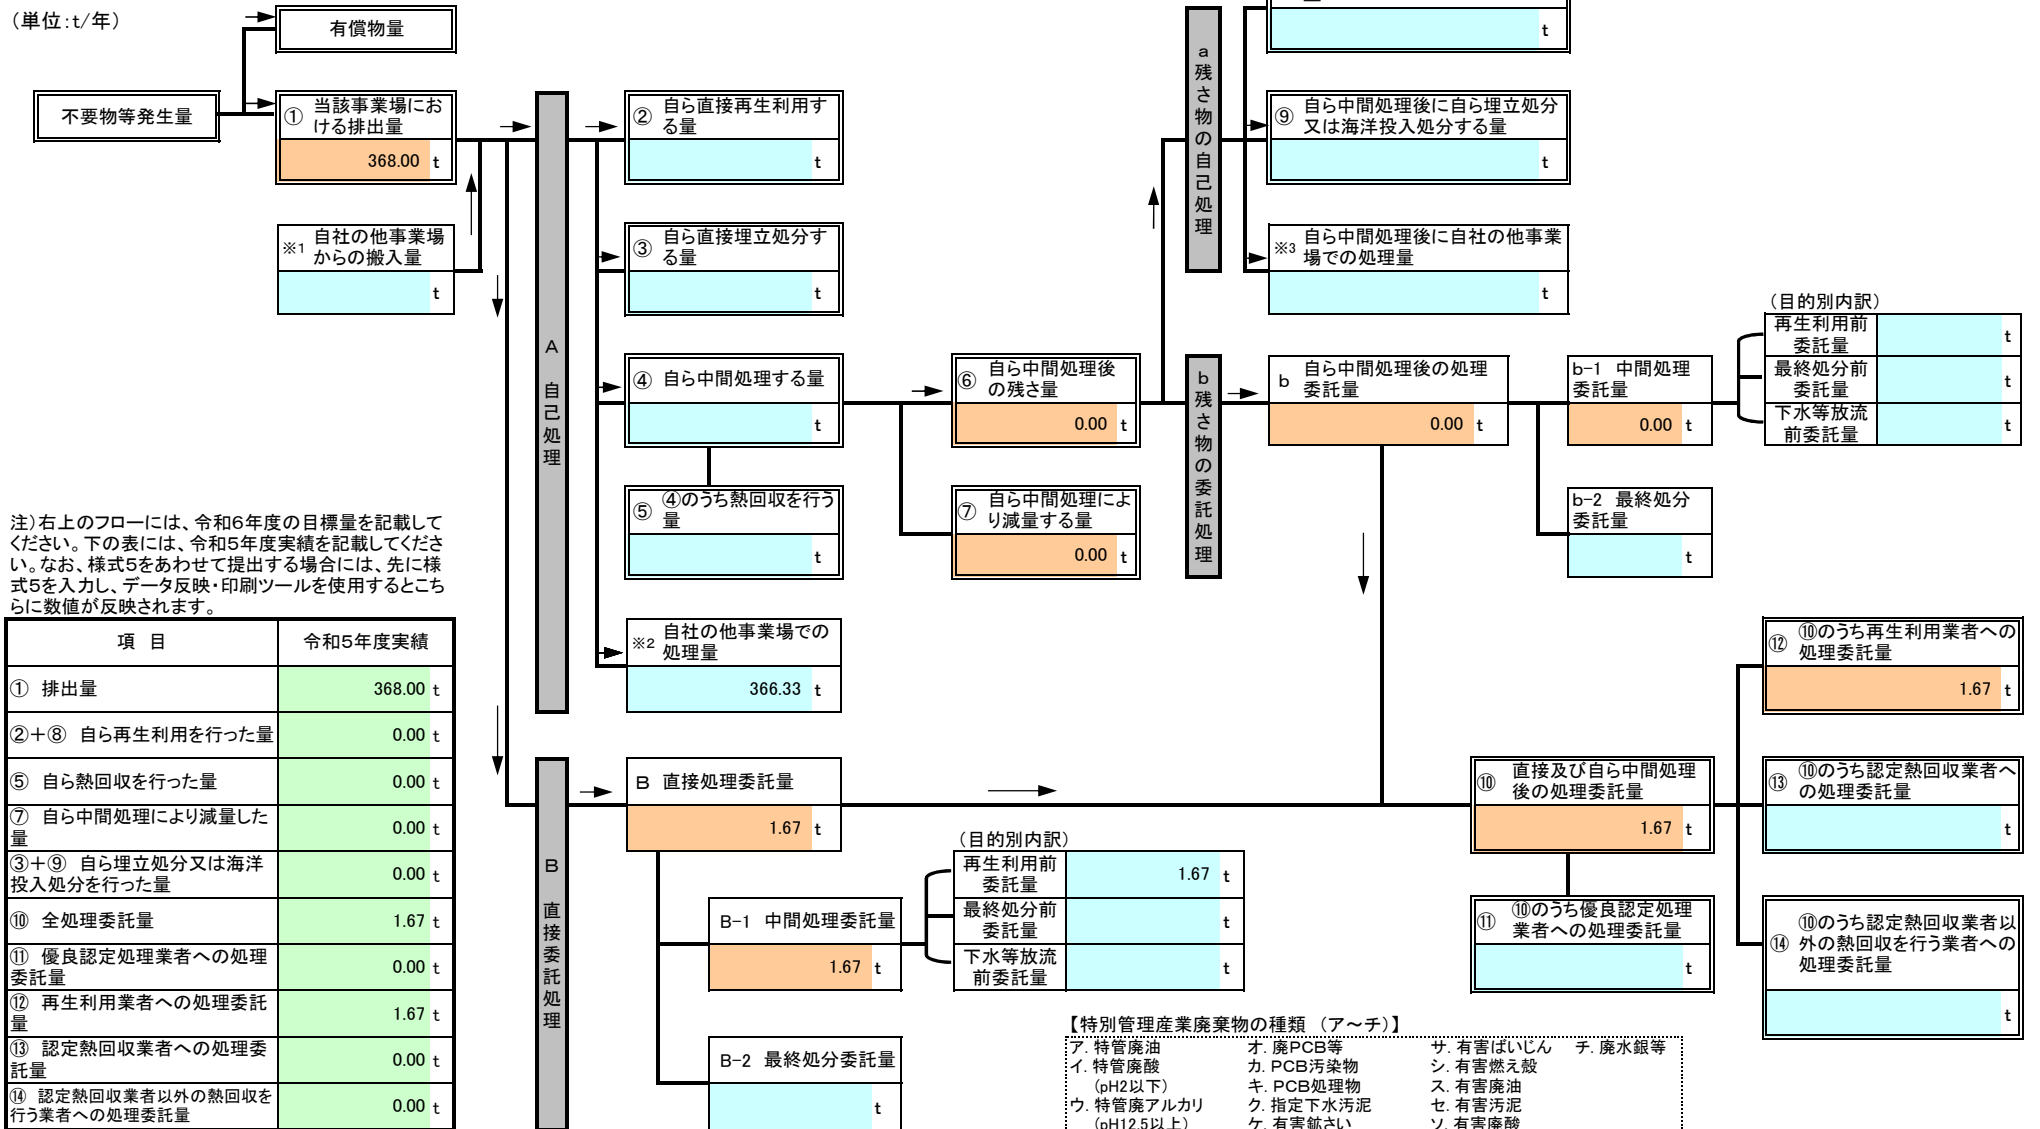 （単位:t/年）
有償物量
不要物等発生量
① 当該事業場にお
ける排出量
368.00 t
※1 自社の他事業場
からの搬入量
t
A 自己処理
② 自ら直接再生利用す
る量
t
③ 自ら直接埋立処分す
る量
t
④ 自ら中間処理する量
t
⑤ ④のうち熱回収を行う
量
t
※2 自社の他事業場での
処理量
366.33 t
⑥ 自ら中間処理後
の残さ量
0.00 t
⑦ 自ら中間処理によ
り減量する量
0.00 t
a 残さ物の自己処理
t
⑨ 自ら中間処理後に自ら埋立処分
又は海洋投入処分する量
t
※3 自ら中間処理後に自社の他事業
場での処理量
t
b 残さ物の委託処理
b 自ら中間処理後の処理
委託量
0.00 t
b-1 中間処理
委託量
0.00 t
（目的別内訳）
再生利用前
委託量
t
最終処分前
委託量
t
下水等放流
前委託量
t
b-2 最終処分
委託量
t
注）右上のフローには、令和6年度の目標量を記載して
ください。下の表には、令和5年度実績を記載してくださ
い。なお、様式5をあわせて提出する場合には、先に様
式5を入力し、データ反映・印刷ツールを使用するとこち
らに数値が反映されます。
項 目 令和5年度実績
① 排出量 368.00 t
②＋⑧ 自ら再生利用を行った量 0.00 t
⑤ 自ら熱回収を行った量 0.00 t
⑦ 自ら中間処理により減量した
量 0.00 t
③＋⑨ 自ら埋立処分又は海洋
投入処分を行った量 0.00 t
⑩ 全処理委託量 1.67 t
⑪ 優良認定処理業者への処理
委託量 0.00 t
⑫ 再生利用業者への処理委託
量 1.67 t
⑬ 認定熱回収業者への処理委
託量 0.00 t
⑭ 認定熱回収業者以外の熱回収を
行う業者への処理委託量 0.00 t
B 直接委託処理
B 直接処理委託量
1.67 t
B-1 中間処理委託量
1.67 t
（目的別内訳）
再生利用前
委託量
1.67 t
最終処分前
委託量
t
下水等放流
前委託量
t
B-2 最終処分委託量
t
⑩ 直接及び自ら中間処理
後の処理委託量
1.67 t
⑪ ⑩のうち優良認定処理
業者への処理委託量
t
⑫ ⑩のうち再生利用業者への
処理委託量
1.67 t
⑬ ⑩のうち認定熱回収業者へ
の処理委託量
t
⑭ ⑩のうち認定熱回収業者以
外の熱回収を行う業者への
処理委託量
t
【特別管理産業廃棄物の種類 （ア～チ）】
ア. 特管廃油 オ. 廃PCB等 サ. 有害ばいじん チ. 廃水銀等
イ. 特管廃酸 カ. PCB汚染物 シ. 有害燃え殻
（pH2以下） キ. PCB処理物 ス. 有害廃油
ウ. 特管廃アルカリ ク. 指定下水汚泥 セ. 有害汚泥
（pH12.5以上） ケ. 有害鉱さい ソ. 有害廃酸